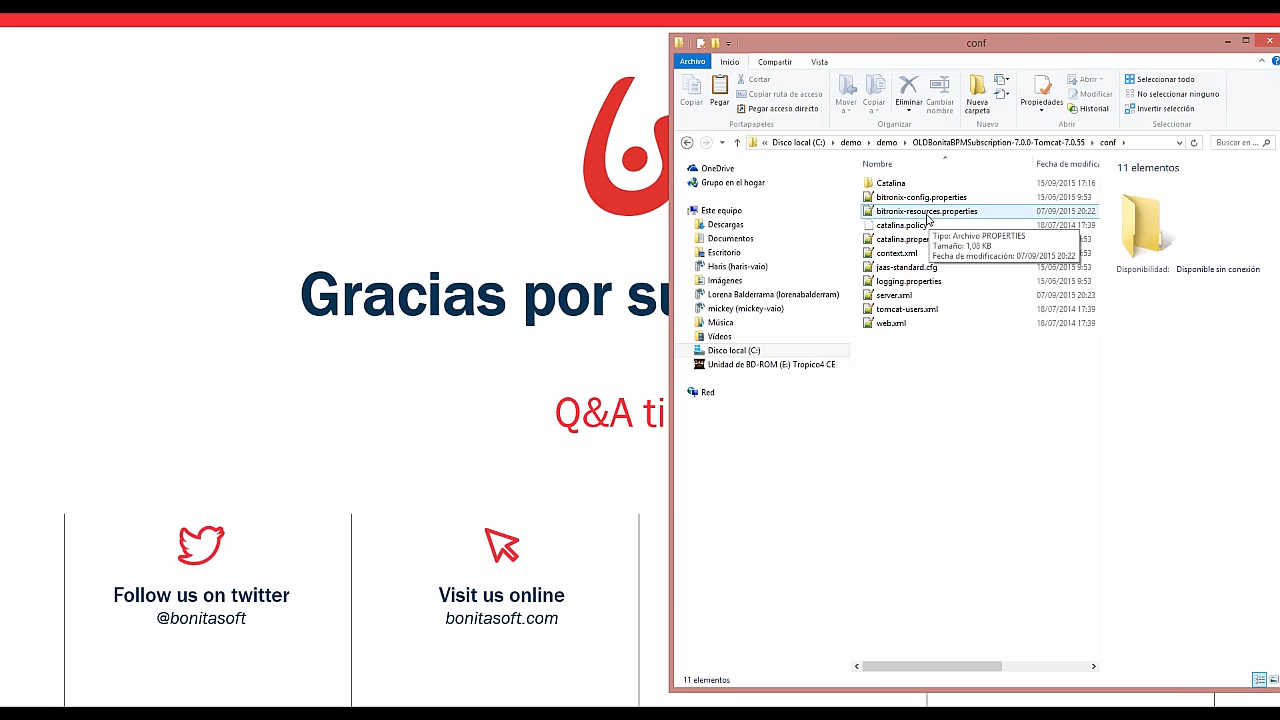 Gracias por su
Q&A ti
Follow us on twitter
@bonitasoft
Visit us online
bonitasoft.com
conf
Archivo
Inicio
Compartir
Vista
Copiar
Pegar
Cortar
Copiar ruta de acceso
Pegar acceso directo
Portapapeles
Mover a
Copiar a
Eliminar
Cambiar nombre
Organizar
Nueva carpeta
Nuevo
Propiedades
Abrir
Modificar
Historial
Abrir
Seleccionar todo
No seleccionar ninguno
Invertir selección
Seleccionar
« Disco local (C:) demo demo OLDBonitaBPMSubscription-7.0.0-Tomcat-7.0.55 conf
Buscar en ...
OneDrive
Grupo en el hogar
Este equipo
Descargas
Documentos
Escritorio
Haris (haris-vaio)
Imágenes
Lorena Balderrama (lorenabalderram)
mickey (mickey-vaio)
Música
Vídeos
Disco local (C:)
Unidad de BD-ROM (E:) Tropico4 CE
Red
Nombre Fecha de modifica
Catalina 15/09/2015 17:16
bitronix-config.properties 15/06/2015 9:53
bitronix-resources.properties 07/09/2015 20:22
catalina.policy 18/07/2014 17:39
catalina.proper :53
context.xml
jaas-standard.cfg 15/06/2015 9:53
logging.properties 15/06/2015 9:53
server.xml 07/09/2015 20:23
tomcat-users.xml 18/07/2014 17:39
web.xml 18/07/2014 17:39
Tipo: Archivo PROPERTIES
Tamaño: 1,08 KB
Fecha de modificación: 07/09/2015 20:22
11 elementos
Disponibilidad: Disponible sin conexión
11 elementos